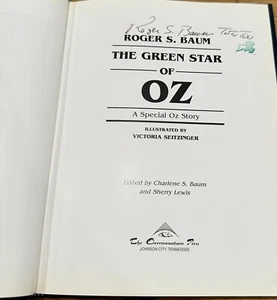 Roger S. Baum
ROGER S. BAUM
THE GREEN STAR
OF
OZ
A Special Oz Story
ILLUSTRATED BY
VICTORIA SEITZINGER
Edited by Charlene S. Baum
and Sherry Lewis
The Overmountain Press
JOHNSON CITY, TENNESSEE